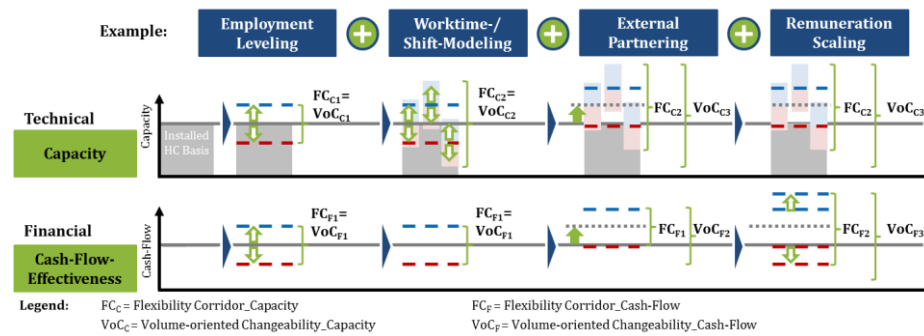 Example:
Employment
Leveling
+
Worktime-/
Shift-Modeling
+
External
Partnering
+
Remuneration
Scaling
Technical
Capacity
Capacity
Installed
HC Basis
FC_C1=
VoC_C1
FC_C2=
VoC_C2
FC_C2
VoC_C3
FC_C2
VoC_C3
Financial
Cash-Flow-
Effectiveness
Cash-Flow
FC_F1=
VoC_F1
FC_F1=
VoC_F1
FC_F1
VoC_F2
FC_F2
VoC_F3
Legend:
FC_C = Flexibility Corridor_Capacity
FC_F = Flexibility Corridor_Cash-Flow
VoC_C = Volume-oriented Changeability_Capacity
VoC_F = Volume-oriented Changeability_Cash-Flow